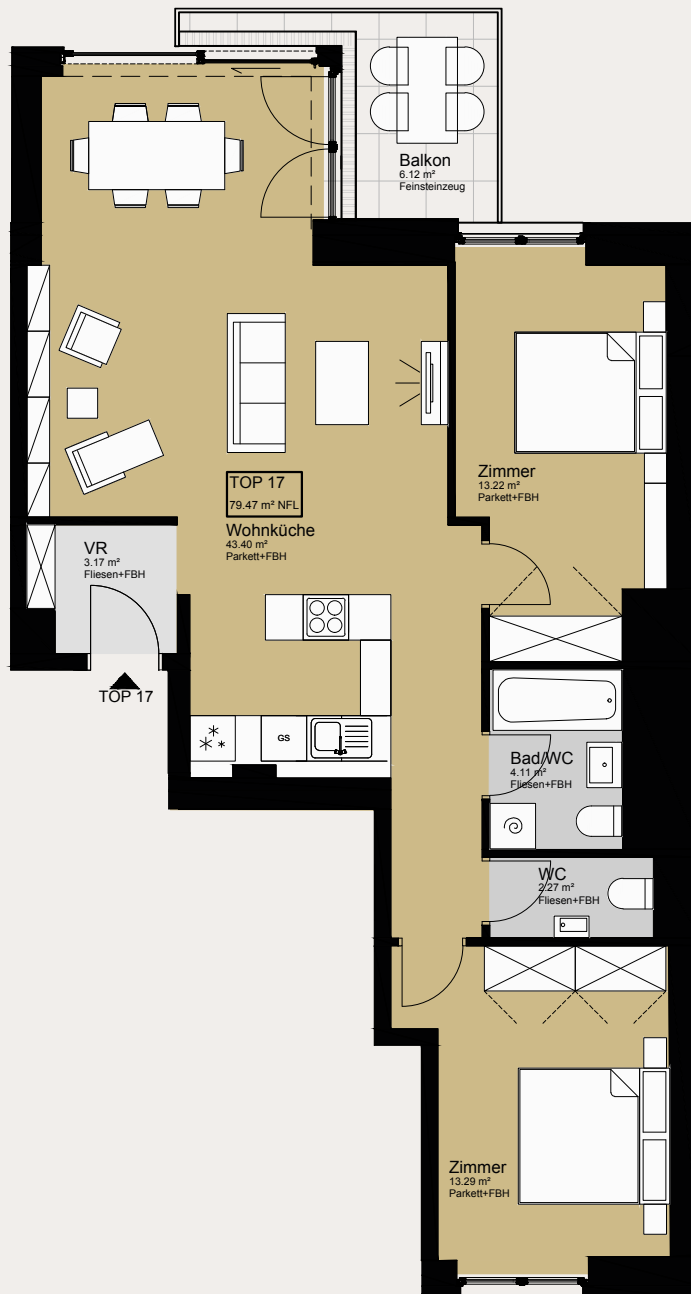 Balkon
6.12 m²
Feinsteinzeug
Zimmer
13.22 m²
Parkett+FBH
TOP 17
79.47 m² NFL
Wohnküche
43.40 m²
Parkett+FBH
VR
3.17 m²
Fliesen+FBH
TOP 17
GS
Bad/WC
4.11 m²
Fliesen+FBH
WC
2.27 m²
Fliesen+FBH
Zimmer
13.29 m²
Parkett+FBH